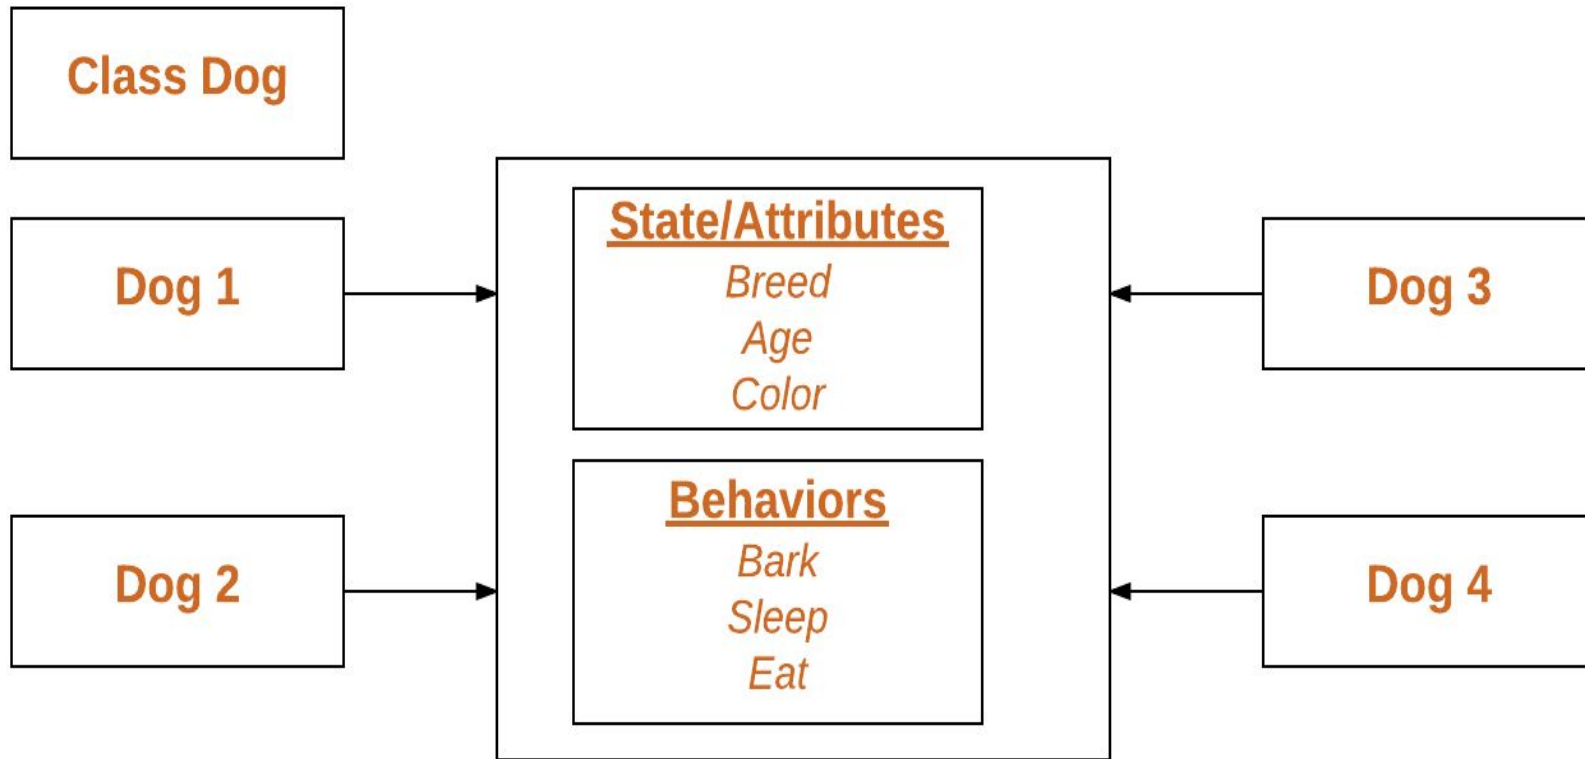 Class Dog
Dog 1
Dog 2
State/Attributes
Breed
Age
Color
Behaviors
Bark
Sleep
Eat
Dog 3
Dog 4